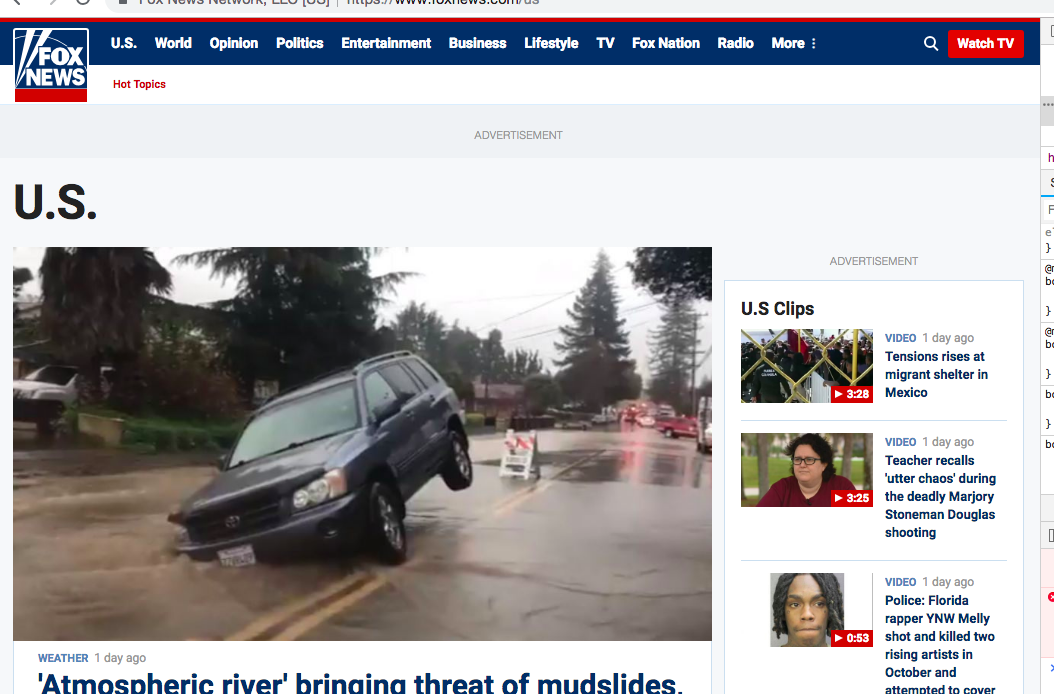 Fox News Network, LLC [US] | https://www.foxnews.com/us
FOX
NEWS
U.S. World Opinion Politics Entertainment Business Lifestyle TV Fox Nation Radio More Watch TV
Hot Topics
ADVERTISEMENT
U.S.
ADVERTISEMENT
U.S Clips
VIDEO 1 day ago
Tensions rises at
migrant shelter in
Mexico
3:28
VIDEO 1 day ago
Teacher recalls
'utter chaos' during
the deadly Marjory
Stoneman Douglas
shooting
3:25
VIDEO 1 day ago
Police: Florida
rapper YNW Melly
shot and killed two
rising artists in
October and
attempted to cover
0:53
WEATHER 1 day ago
'Atmospheric river' bringing threat of mudslides,